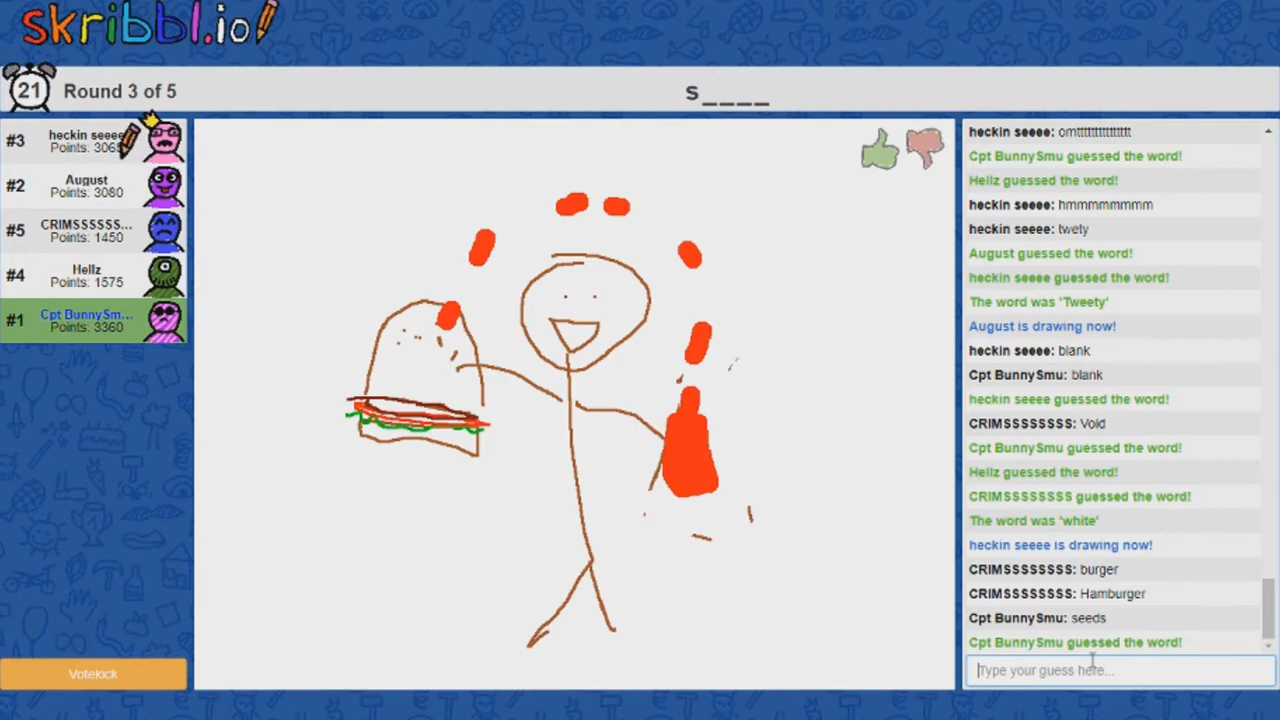 skribbl.io
21
Round 3 of 5
s____
#3
heckin seeee
Points: 3065
#2
August
Points: 3080
#5
CRIMSSSSSS...
Points: 1450
#4
Hellz
Points: 1575
#1
Cpt BunnySm...
Points: 3360
Votekick
heckin seeee: omtttttttttttttttt
Cpt BunnySmu guessed the word!
Hellz guessed the word!
heckin seeee: hmmmmmmmm
heckin seeee: twety
August guessed the word!
heckin seeee guessed the word!
The word was 'Tweety'
August is drawing now!
heckin seeee: blank
Cpt BunnySmu: blank
heckin seeee guessed the word!
CRIMSSSSSSSS: Void
Cpt BunnySmu guessed the word!
Hellz guessed the word!
CRIMSSSSSSSS guessed the word!
The word was 'white'
heckin seeee is drawing now!
CRIMSSSSSSSS: burger
CRIMSSSSSSSS: Hamburger
Cpt BunnySmu: seeds
Cpt BunnySmu guessed the word!
Type your guess here...